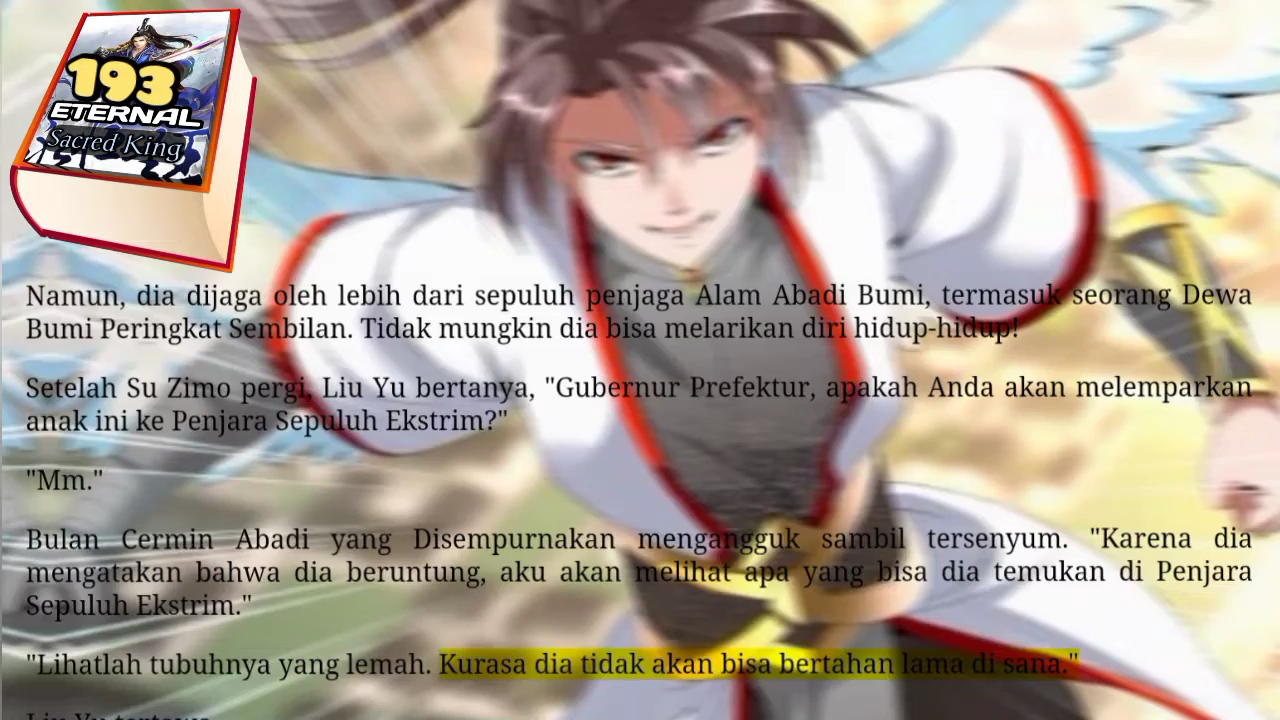 193
ETERNAL
Sacred King
Namun, dia dijaga oleh lebih dari sepuluh penjaga Alam Abadi Bumi, termasuk seorang Dewa
Bumi Peringkat Sembilan. Tidak mungkin dia bisa melarikan diri hidup-hidup!
Setelah Su Zimo pergi, Liu Yu bertanya, "Gubernur Prefektur, apakah Anda akan melemparkan
anak ini ke Penjara Sepuluh Ekstrim?"
"Mm."
Bulan Cermin Abadi yang Disempurnakan mengangguk sambil tersenyum. "Karena dia
mengatakan bahwa dia beruntung, aku akan melihat apa yang bisa dia temukan di Penjara
Sepuluh Ekstrim."
"Lihatlah tubuhnya yang lemah. Kurasa dia tidak akan bisa bertahan lama di sana."
Liu Yu tertawa